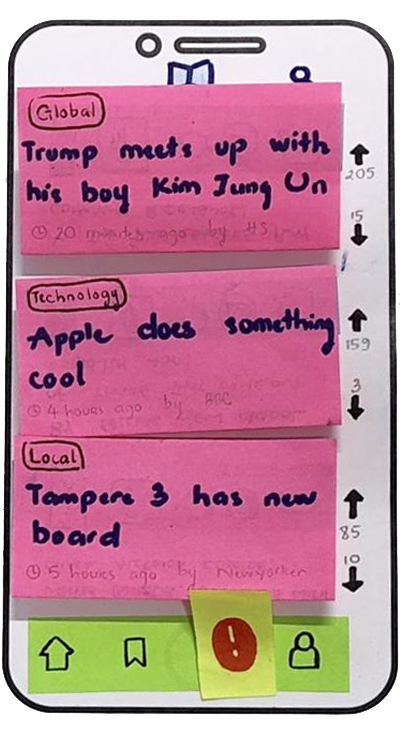 Global
Trump meets up with
his boy Kim Jung Un
20 minutes ago by HS
205
15
Technology
Apple does something
cool
4 hours ago by BBC
159
3
Local
Tampere 3 has new
board
5 hours ago by Newyorker
85
10
!